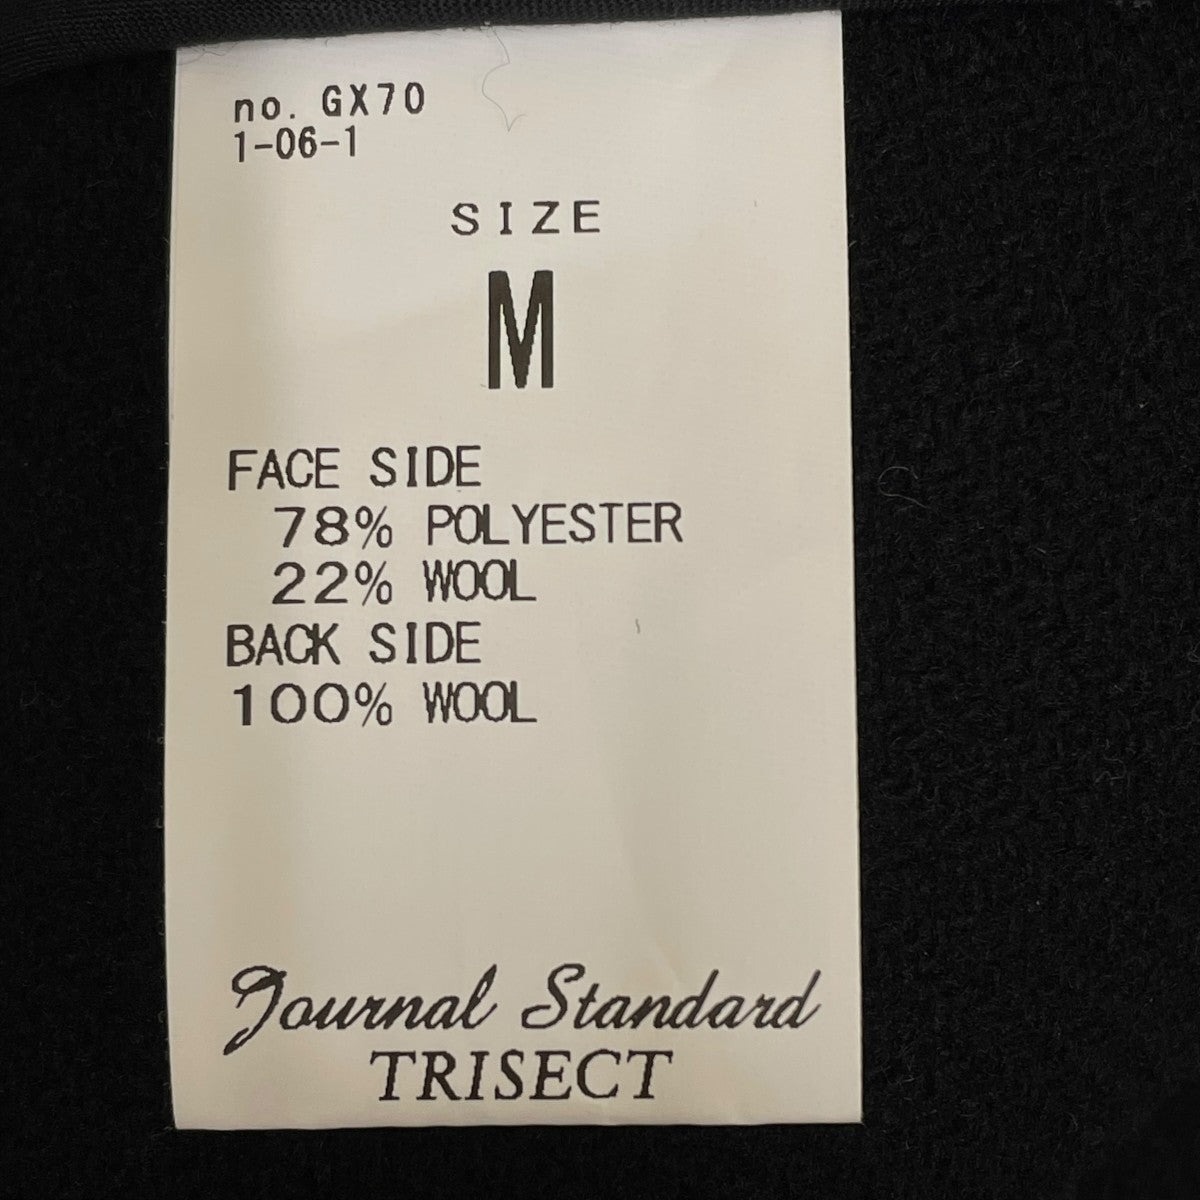 no. GX70
1-06-1
SIZE
M
FACE SIDE
78% POLYESTER
22% WOOL
BACK SIDE
100% WOOL
Journal Standard
TRISECT